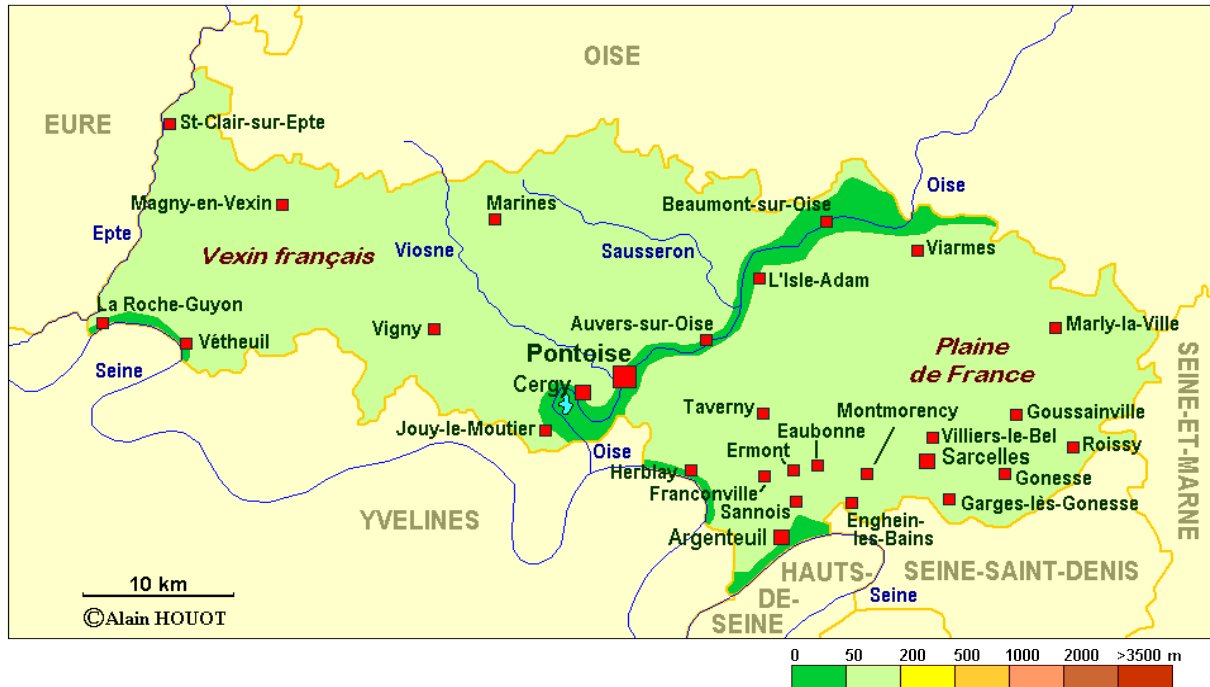 OISE
EURE
St-Clair-sur-Epte
Oise
Magny-en-Vexin
Marines
Beaumont-sur-Oise
Epte
Viosne
Sausseron
Viarmes
Vexin français
L'Isle-Adam
La Roche-Guyon
Vigny
Auvers-sur-Oise
Marly-la-Ville
Vétheuil
Seine
Pontoise
Plaine
de France
SEINE-ET-MARNE
Cergy
Taverny
Montmorency
Goussainville
Jouy-le-Moutier
Eaubonne
Villiers-le-Bel
Roissy
Oise
Ermont
Sarcelles
Herblay
Gonesse
Franconville
Sannois
Garges-lès-Gonesse
YVELINES
Argenteuil
Enghein-
les-Bains
HAUTS-
DE-
SEINE
SEINE-SAINT-DENIS
Seine
10 km
©Alain HOUOT
0 50 200 500 1000 2000 >3500 m